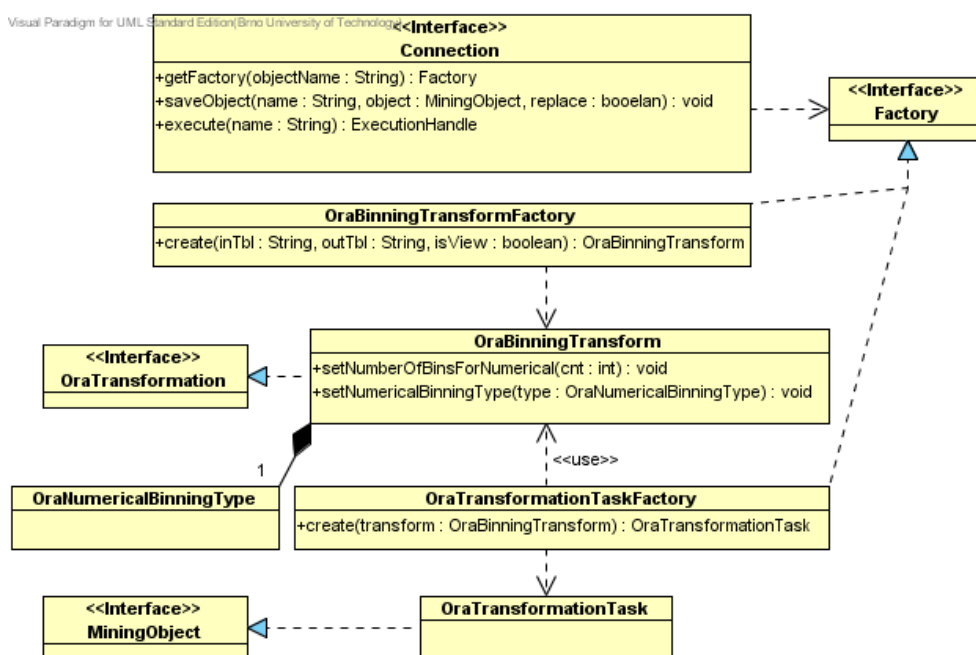 Visual Paradigm for UML Standard Edition(Brno University of Technology)
<<Interface>>
Connection
+getFactory(objectName : String) : Factory
+saveObject(name : String, object : MiningObject, replace : booelan) : void
+execute(name : String) : ExecutionHandle
<<Interface>>
Factory
OraBinningTransformFactory
+create(inTbl : String, outTbl : String, isView : boolean) : OraBinningTransform
OraBinningTransform
+setNumberOfBinsForNumerical(cnt : int) : void
+setNumericalBinningType(type : OraNumericalBinningType) : void
<<Interface>>
OraTransformation
1
<<use>>
OraNumericalBinningType
OraTransformationTaskFactory
+create(transform : OraBinningTransform) : OraTransformationTask
<<Interface>>
MiningObject
OraTransformationTask